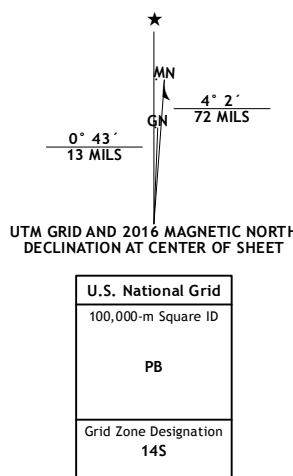 ★
MN
4° 2´
72 MILS
GN
0° 43´
13 MILS
UTM GRID AND 2016 MAGNETIC NORTH
DECLINATION AT CENTER OF SHEET
U.S. National Grid
100,000-m Square ID
PB
Grid Zone Designation
14S